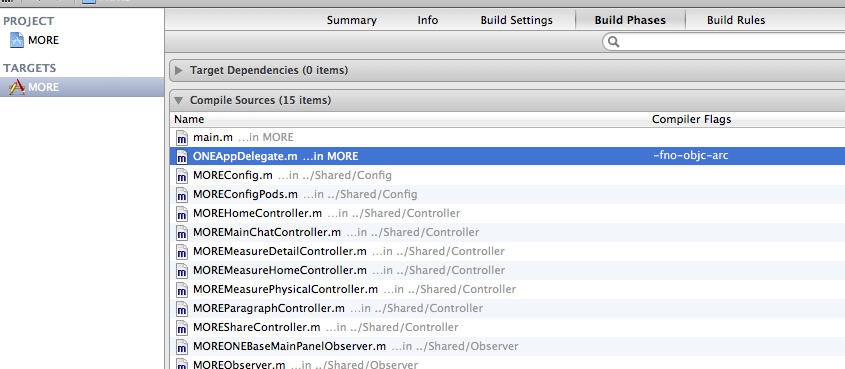 PROJECT
MORE
TARGETS
MORE
Summary Info Build Settings Build Phases Build Rules
Target Dependencies (0 items)
Compile Sources (15 items)
Name Compiler Flags
main.m ...in MORE
ONEAppDelegate.m ...in MORE -fno-objc-arc
MOREConfig.m ...in ../Shared/Config
MOREConfigPods.m ...in ../Shared/Config
MOREHomeController.m ...in ../Shared/Controller
MOREMainChatController.m ...in ../Shared/Controller
MOREMeasureDetailController.m ...in ../Shared/Controller
MOREMeasureHomeController.m ...in ../Shared/Controller
MOREMeasurePhysicalController.m ...in ../Shared/Controller
MOREParagraphController.m ...in ../Shared/Controller
MOREShareController.m ...in ../Shared/Controller
MOREONEBaseMainPanelObserver.m ...in ../Shared/Observer
MOREObserver.m ...in ../Shared/Observer